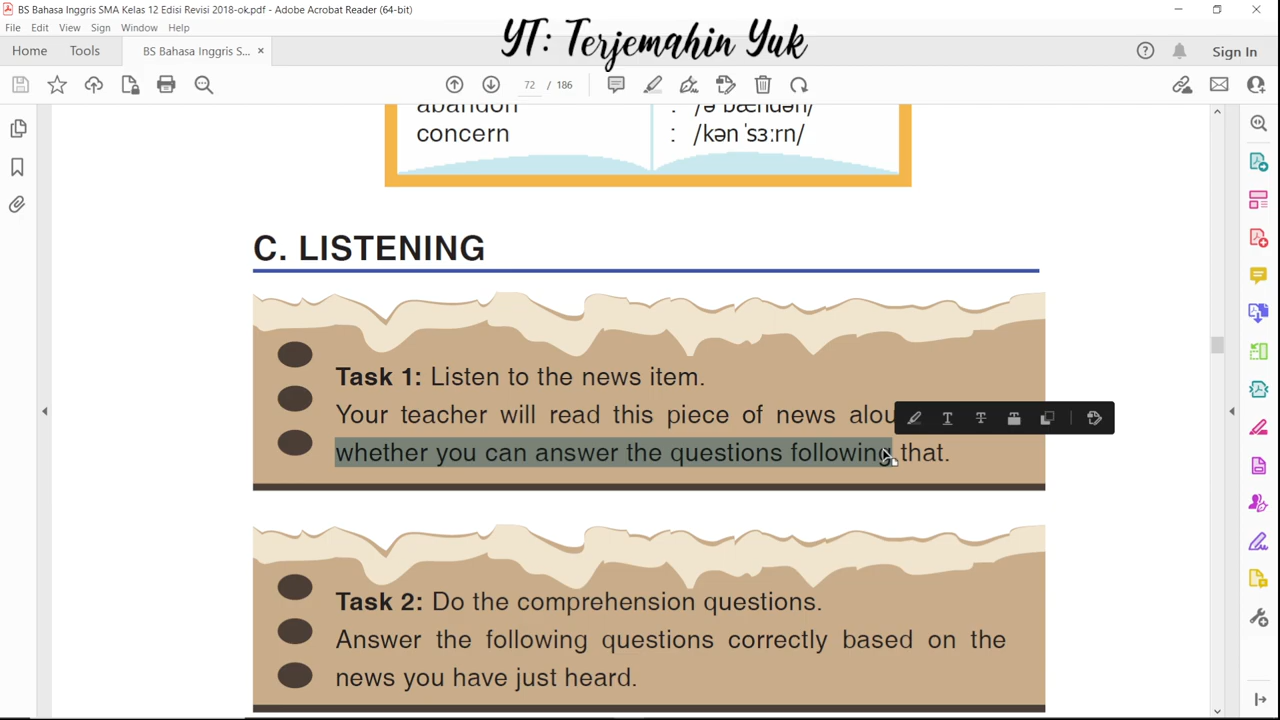 BS Bahasa Inggris SMA Kelas 12 Edisi Revisi 2018-ok.pdf - Adobe Acrobat Reader (64-bit)
File Edit View Sign Window Help
YT: Terjemahin Yuk
Home Tools BS Bahasa Inggris S... × Sign In
72 / 186
abandon : /ə bændən/
concern : /kən ˈsɜːrn/
C. LISTENING
Task 1: Listen to the news item.
Your teacher will read this piece of news alou
whether you can answer the questions following that.
Task 2: Do the comprehension questions.
Answer the following questions correctly based on the
news you have just heard.